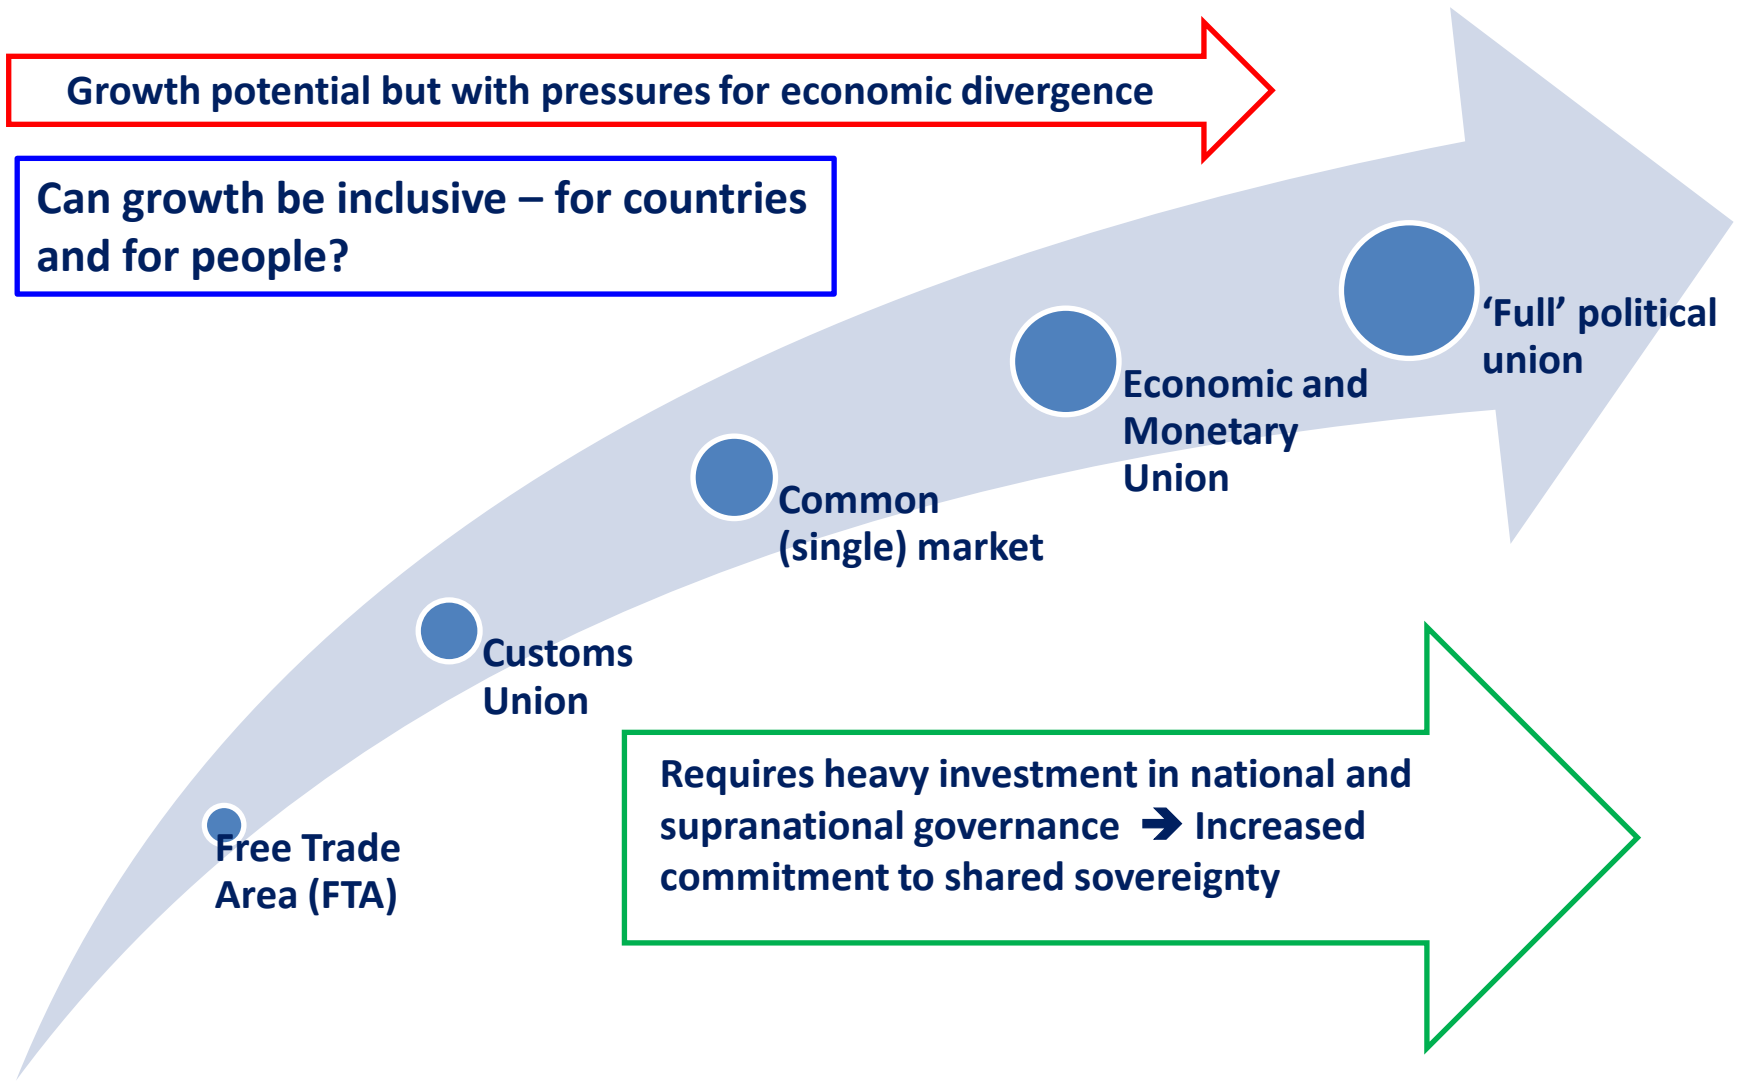 Growth potential but with pressures for economic divergence
Can growth be inclusive – for countries
and for people?
‘Full’ political
union
Economic and
Monetary
Union
Common
(single) market
Customs
Union
Free Trade
Area (FTA)
Requires heavy investment in national and
supranational governance ➔ Increased
commitment to shared sovereignty